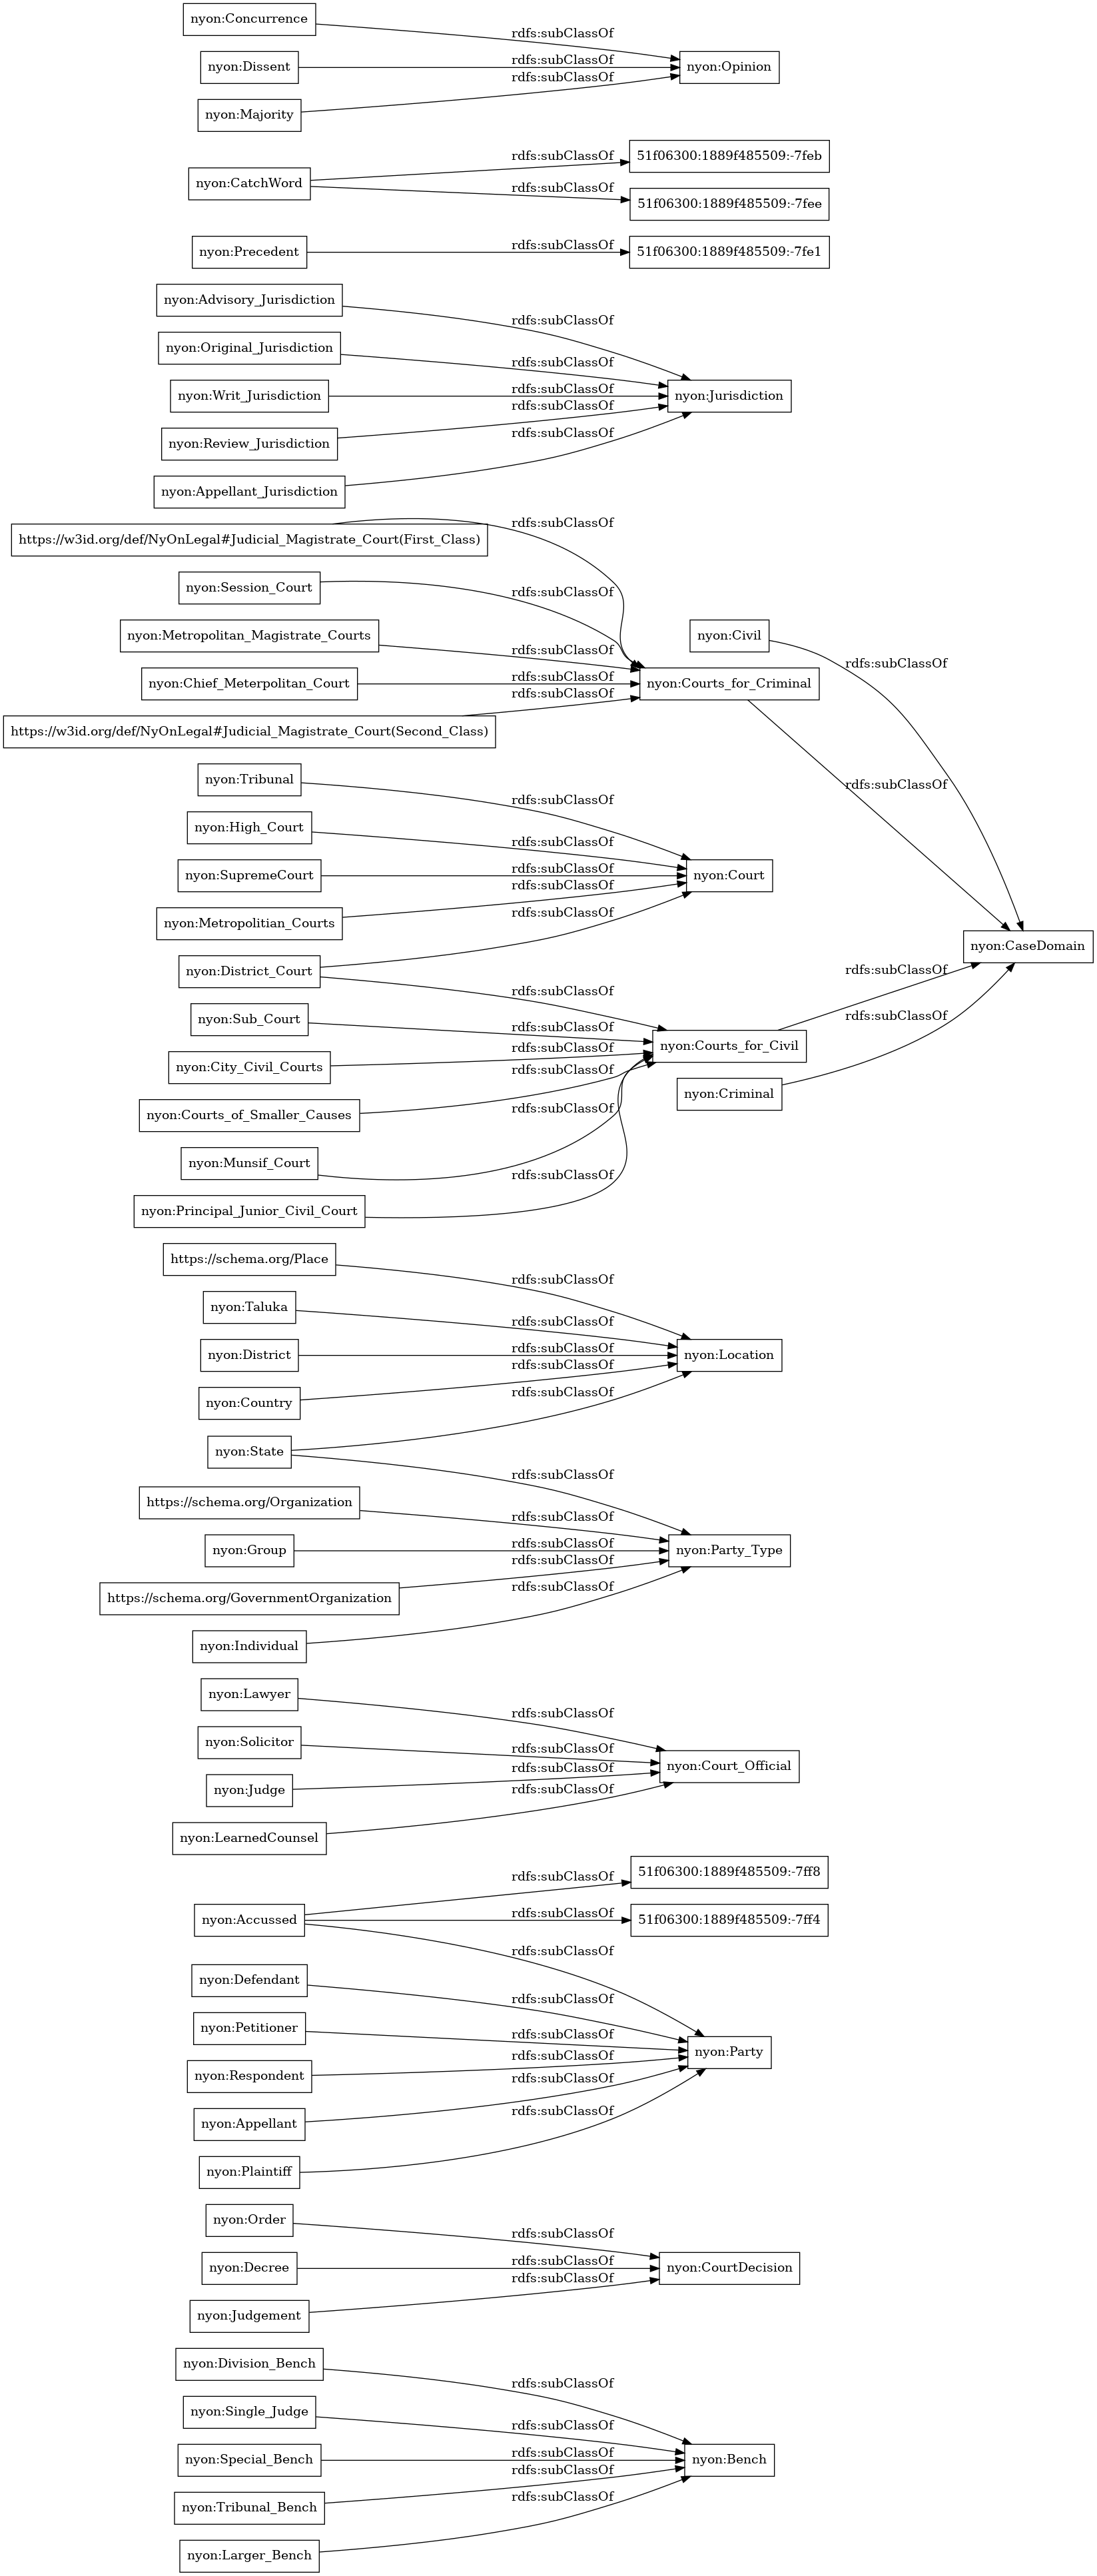 nyon:Concurrence
rdfs:subClassOf
nyon:Dissent
rdfs:subClassOf
nyon:Opinion
rdfs:subClassOf
nyon:Majority
rdfs:subClassOf
51f06300:1889f485509:-7feb
nyon:CatchWord
rdfs:subClassOf
51f06300:1889f485509:-7fee
nyon:Precedent
rdfs:subClassOf
51f06300:1889f485509:-7fe1
nyon:Advisory_Jurisdiction
rdfs:subClassOf
nyon:Original_Jurisdiction
rdfs:subClassOf
nyon:Writ_Jurisdiction
rdfs:subClassOf
nyon:Jurisdiction
rdfs:subClassOf
nyon:Review_Jurisdiction
rdfs:subClassOf
nyon:Appellant_Jurisdiction
rdfs:subClassOf
https://w3id.org/def/NyOnLegal#Judicial_Magistrate_Court(First_Class)
nyon:Session_Court
rdfs:subClassOf
nyon:Metropolitan_Magistrate_Courts
nyon:Civil
rdfs:subClassOf
rdfs:subClassOf
nyon:Chief_Meterpolitan_Court
rdfs:subClassOf
nyon:Courts_for_Criminal
rdfs:subClassOf
https://w3id.org/def/NyOnLegal#Judicial_Magistrate_Court(Second_Class)
nyon:Tribunal
rdfs:subClassOf
rdfs:subClassOf
nyon:High_Court
rdfs:subClassOf
nyon:SupremeCourt
rdfs:subClassOf
nyon:Court
rdfs:subClassOf
nyon:Metropolitian_Courts
rdfs:subClassOf
nyon:CaseDomain
nyon:District_Court
rdfs:subClassOf
rdfs:subClassOf
nyon:Sub_Court
rdfs:subClassOf
rdfs:subClassOf
nyon:City_Civil_Courts
rdfs:subClassOf
nyon:Courts_for_Civil
rdfs:subClassOf
nyon:Criminal
nyon:Courts_of_Smaller_Causes
rdfs:subClassOf
nyon:Munsif_Court
rdfs:subClassOf
nyon:Principal_Junior_Civil_Court
https://schema.org/Place
rdfs:subClassOf
nyon:Taluka
rdfs:subClassOf
nyon:District
rdfs:subClassOf
nyon:Location
rdfs:subClassOf
nyon:Country
rdfs:subClassOf
nyon:State
rdfs:subClassOf
https://schema.org/Organization
rdfs:subClassOf
nyon:Group
rdfs:subClassOf
nyon:Party_Type
rdfs:subClassOf
https://schema.org/GovernmentOrganization
rdfs:subClassOf
nyon:Individual
nyon:Lawyer
rdfs:subClassOf
nyon:Solicitor
rdfs:subClassOf
nyon:Court_Official
rdfs:subClassOf
nyon:Judge
rdfs:subClassOf
nyon:LearnedCounsel
rdfs:subClassOf
51f06300:1889f485509:-7ff8
nyon:Accussed
rdfs:subClassOf
51f06300:1889f485509:-7ff4
rdfs:subClassOf
nyon:Defendant
rdfs:subClassOf
nyon:Petitioner
rdfs:subClassOf
nyon:Party
rdfs:subClassOf
nyon:Respondent
rdfs:subClassOf
nyon:Appellant
rdfs:subClassOf
nyon:Plaintiff
nyon:Order
rdfs:subClassOf
nyon:Decree
rdfs:subClassOf
nyon:CourtDecision
rdfs:subClassOf
nyon:Judgement
nyon:Division_Bench
rdfs:subClassOf
nyon:Single_Judge
rdfs:subClassOf
nyon:Special_Bench
rdfs:subClassOf
nyon:Bench
rdfs:subClassOf
nyon:Tribunal_Bench
rdfs:subClassOf
nyon:Larger_Bench